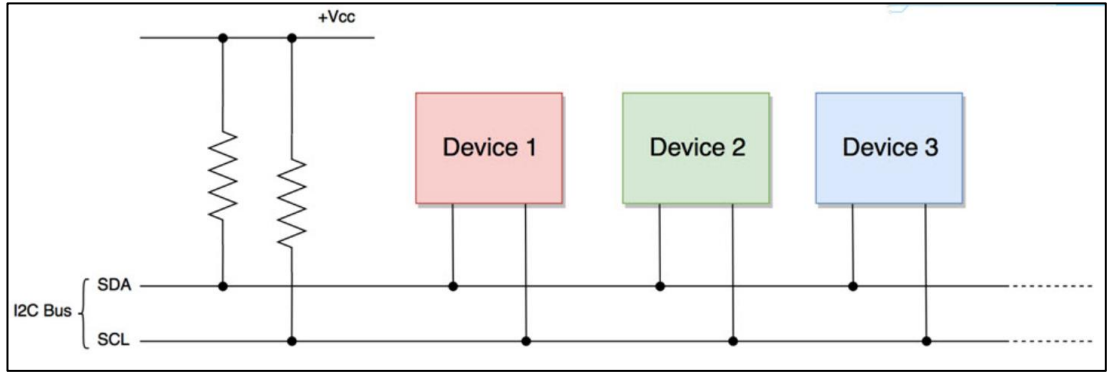 +Vcc
Device 1
Device 2
Device 3
SDA
I2C Bus
SCL